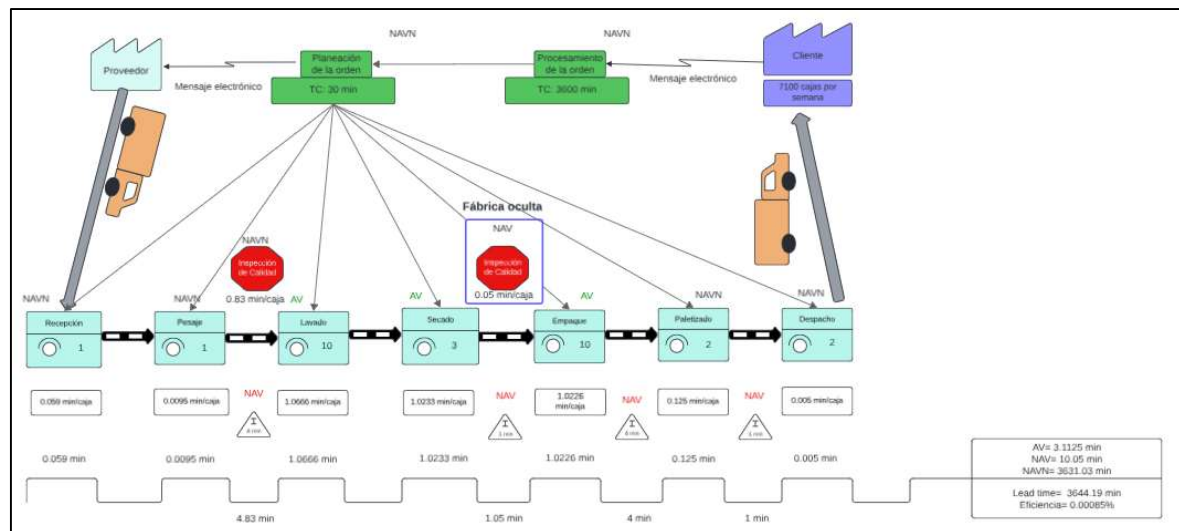 NAVN
NAVN
Proveedor
Planeación
de la orden
TC: 30 min
Procesamiento
de la orden
TC: 3600 min
Cliente
7100 cajas por
semana
Mensaje electrónico
Mensaje electrónico
Fábrica oculta
NAV
NAVN
Inspección
de Calidad
0.83 min/caja
Inspección
de Calidad
0.05 min/caja
NAVN
NAVN
AV
AV
AV
NAVN
NAVN
Recepción
1
Pesaje
1
Lavado
10
Secado
3
Empaque
10
Paletizado
2
Despacho
2
0.059 min/caja
0.0095 min/caja
1.0666 min/caja
1.0233 min/caja
1.0226
min/caja
0.125 min/caja
0.005 min/caja
NAV
NAV
NAV
NAV
I
I
1 min
I
I
1 min
0.059 min
0.0095 min
1.0666 min
1.0233 min
1.0226 min
0.125 min
0.005 min
4.83 min
1.05 min
4 min
1 min
AV= 3.1125 min
NAV= 10.05 min
NAVN= 3631.03 min
Lead time= 3644.19 min
Eficiencia= 0.00085%